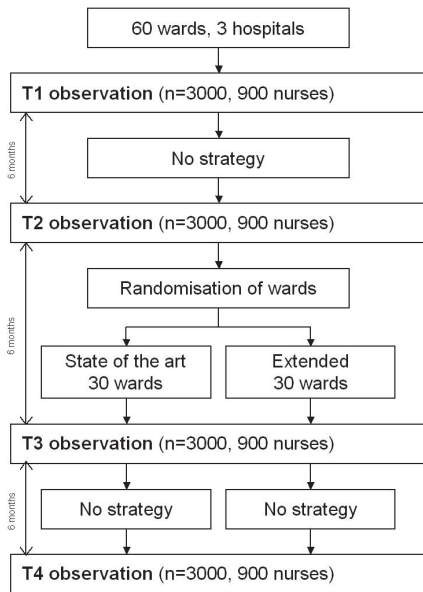 60 wards, 3 hospitals
T1 observation (n=3000, 900 nurses)
6 months
No strategy
T2 observation (n=3000, 900 nurses)
6 months
Randomisation of wards
State of the art
30 wards
Extended
30 wards
T3 observation (n=3000, 900 nurses)
6 months
No strategy
No strategy
T4 observation (n=3000, 900 nurses)